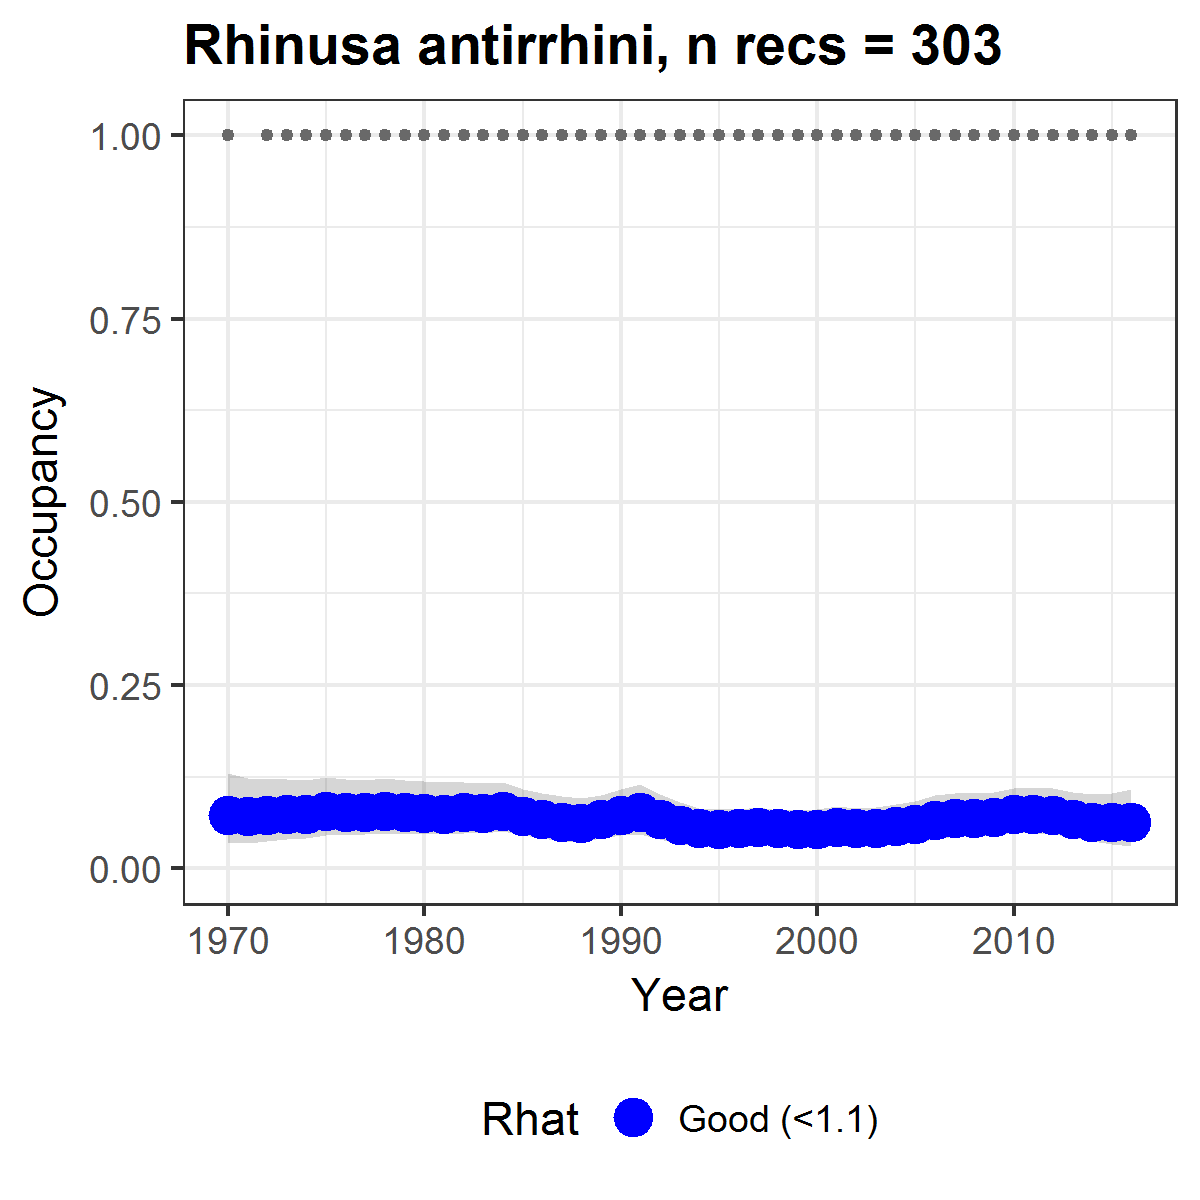 Rhinusa antirrhini, n recs = 303
1.00
0.75
0.50
0.25
0.00
Occupancy
1970 1980 1990 2000 2010
Year
Rhat Good (<1.1)